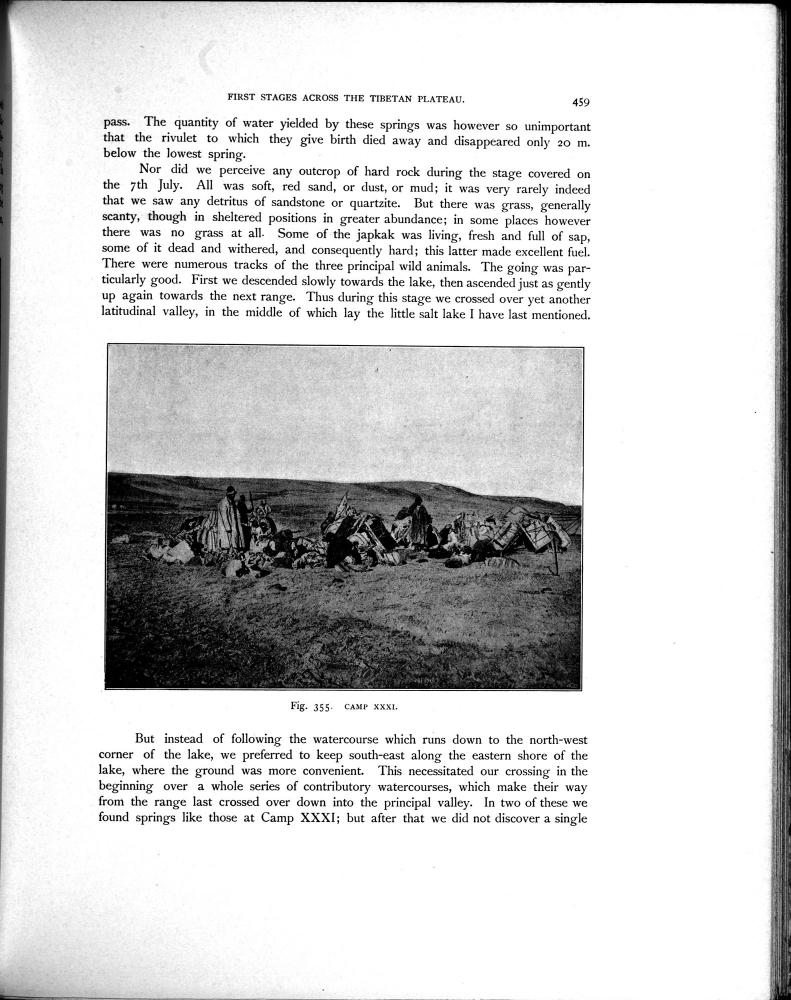 FIRST STAGES ACROSS THE TIBETAN PLATEAU. 459
pass. The quantity of water yielded by these springs was however so unimportant
that the rivulet to which they give birth died away and disappeared only 20 m.
below the lowest spring.
Nor did we perceive any outcrop of hard rock during the stage covered on
the 7th July. All was soft, red sand, or dust, or mud; it was very rarely indeed
that we saw any detritus of sandstone or quartzite. But there was grass, generally
scanty, though in sheltered positions in greater abundance; in some places however
there was no grass at all. Some of the japkak was living, fresh and full of sap,
some of it dead and withered, and consequently hard; this latter made excellent fuel.
There were numerous tracks of the three principal wild animals. The going was par-
ticularly good. First we descended slowly towards the lake, then ascended just as gently
up again towards the next range. Thus during this stage we crossed over yet another
latitudinal valley, in the middle of which lay the little salt lake I have last mentioned.
Fig. 355. CAMP XXXI.
But instead of following the watercourse which runs down to the north-west
corner of the lake, we preferred to keep south-east along the eastern shore of the
lake, where the ground was more convenient. This necessitated our crossing in the
beginning over a whole series of contributory watercourses, which make their way
from the range last crossed over down into the principal valley. In two of these we
found springs like those at Camp XXXI; but after that we did not discover a single